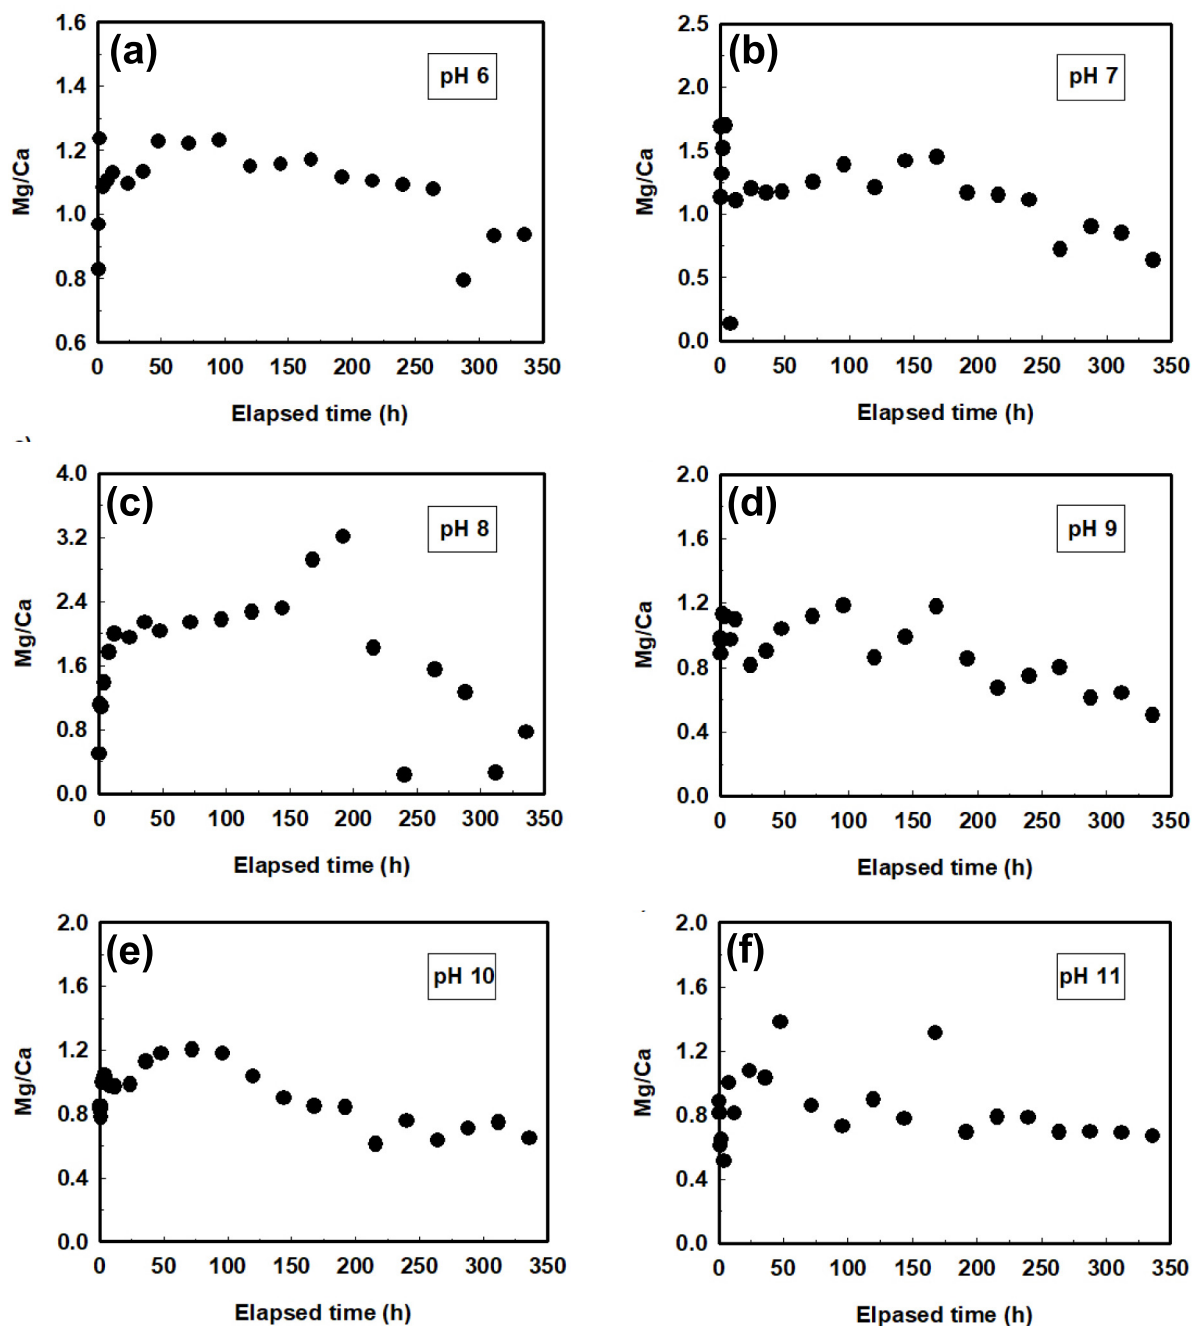 (a)
pH 6
Mg/Ca
1.6
1.4
1.2
1.0
0.8
0.6
0 50 100 150 200 250 300 350
Elapsed time (h)
(b)
pH 7
Mg/Ca
2.5
2.0
1.5
1.0
0.5
0.0
0 50 100 150 200 250 300 350
Elapsed time (h)
(c)
pH 8
Mg/Ca
4.0
3.2
2.4
1.6
0.8
0.0
0 50 100 150 200 250 300 350
Elapsed time (h)
(d)
pH 9
Mg/Ca
2.0
1.6
1.2
0.8
0.4
0.0
0 50 100 150 200 250 300 350
Elapsed time (h)
(e)
pH 10
Mg/Ca
2.0
1.6
1.2
0.8
0.4
0.0
0 50 100 150 200 250 300 350
Elapsed time (h)
(f)
pH 11
Mg/Ca
2.0
1.6
1.2
0.8
0.4
0.0
0 50 100 150 200 250 300 350
Elpased time (h)